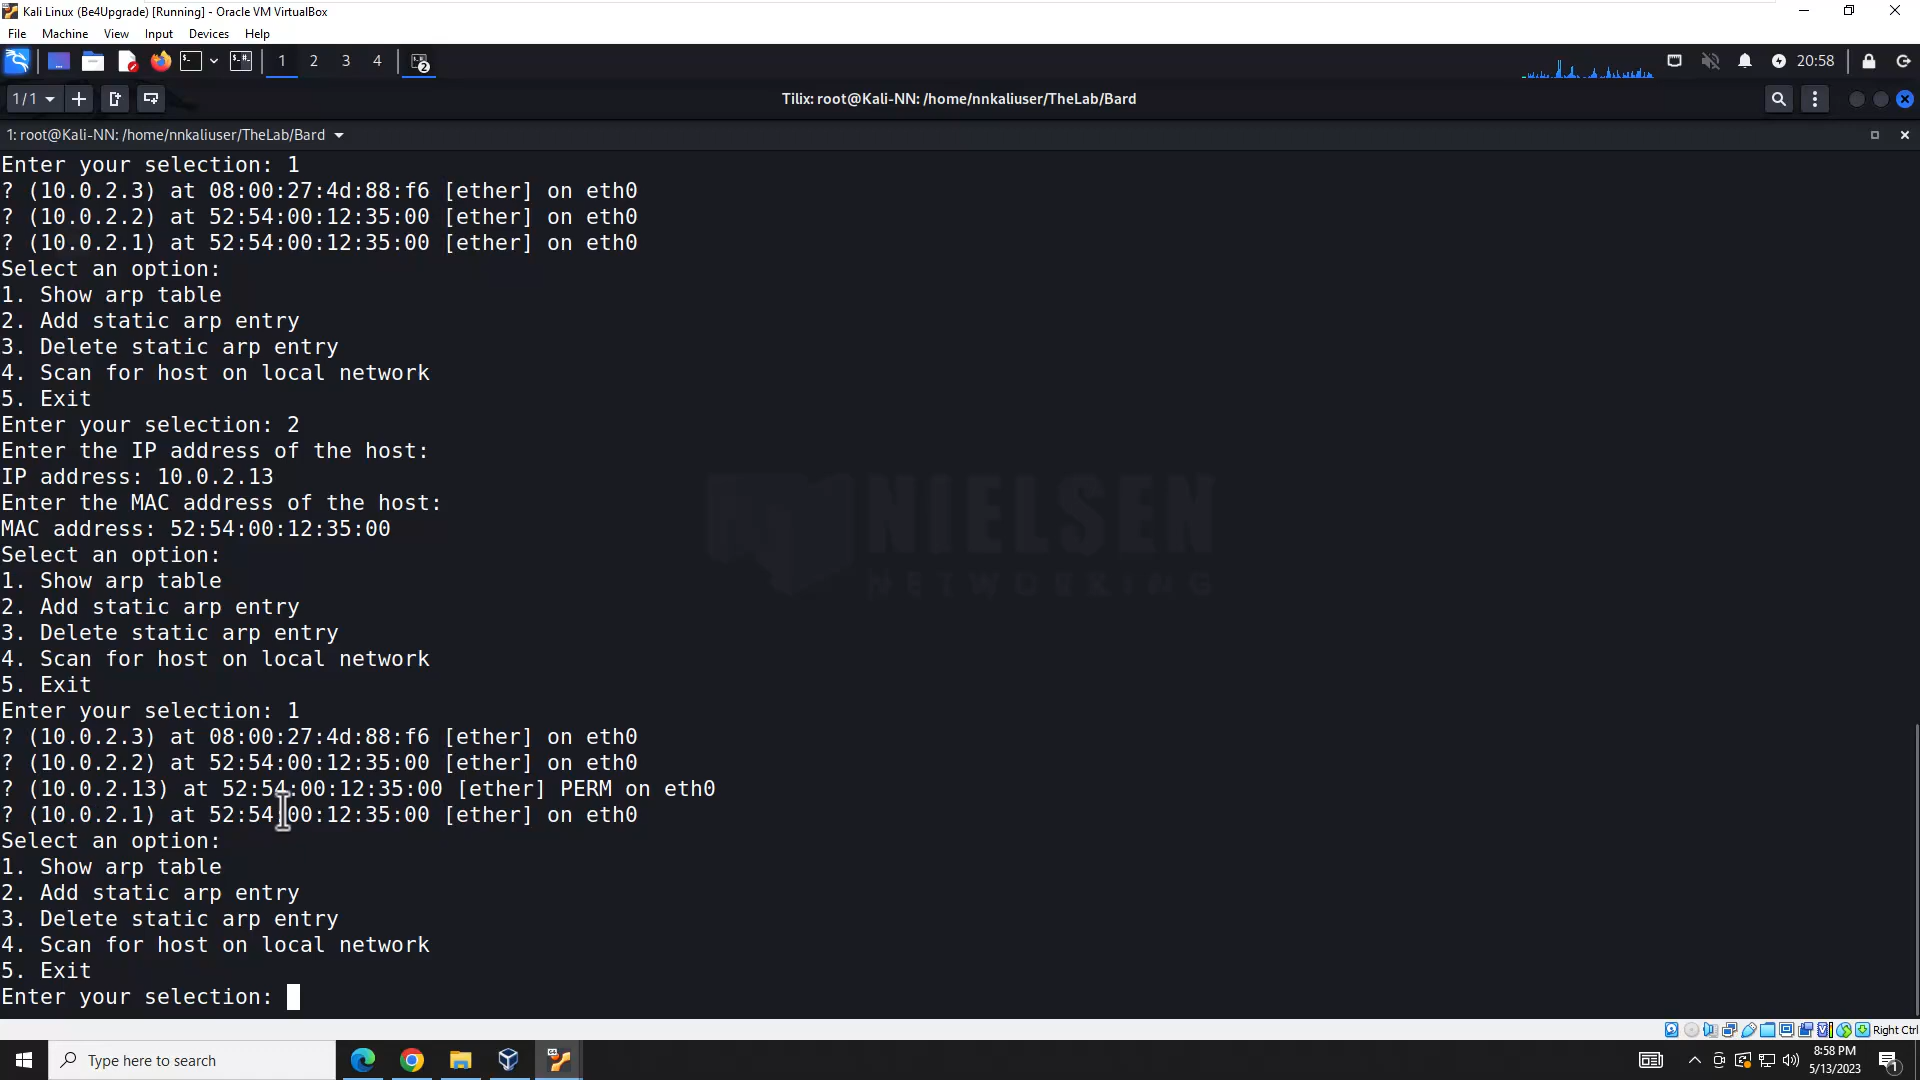 Kali Linux (Be4Upgrade) [Running] - Oracle VM VirtualBox
File Machine View Input Devices Help
1 2 3 4 2 20:58
1/1 Tilix: root@Kali-NN: /home/nnkaliuser/TheLab/Bard
1: root@Kali-NN: /home/nnkaliuser/TheLab/Bard
Enter your selection: 1
? (10.0.2.3) at 08:00:27:4d:88:f6 [ether] on eth0
? (10.0.2.2) at 52:54:00:12:35:00 [ether] on eth0
? (10.0.2.1) at 52:54:00:12:35:00 [ether] on eth0
Select an option:
1. Show arp table
2. Add static arp entry
3. Delete static arp entry
4. Scan for host on local network
5. Exit
Enter your selection: 2
Enter the IP address of the host:
IP address: 10.0.2.13
Enter the MAC address of the host:
MAC address: 52:54:00:12:35:00
Select an option:
1. Show arp table
2. Add static arp entry
3. Delete static arp entry
4. Scan for host on local network
5. Exit
Enter your selection: 1
? (10.0.2.3) at 08:00:27:4d:88:f6 [ether] on eth0
? (10.0.2.2) at 52:54:00:12:35:00 [ether] on eth0
? (10.0.2.13) at 52:54:00:12:35:00 [ether] PERM on eth0
? (10.0.2.1) at 52:54:00:12:35:00 [ether] on eth0
Select an option:
1. Show arp table
2. Add static arp entry
3. Delete static arp entry
4. Scan for host on local network
5. Exit
Enter your selection:
NIELSEN
NETWORKING
Right Ctrl
Type here to search
8:58 PM
5/13/2023
1